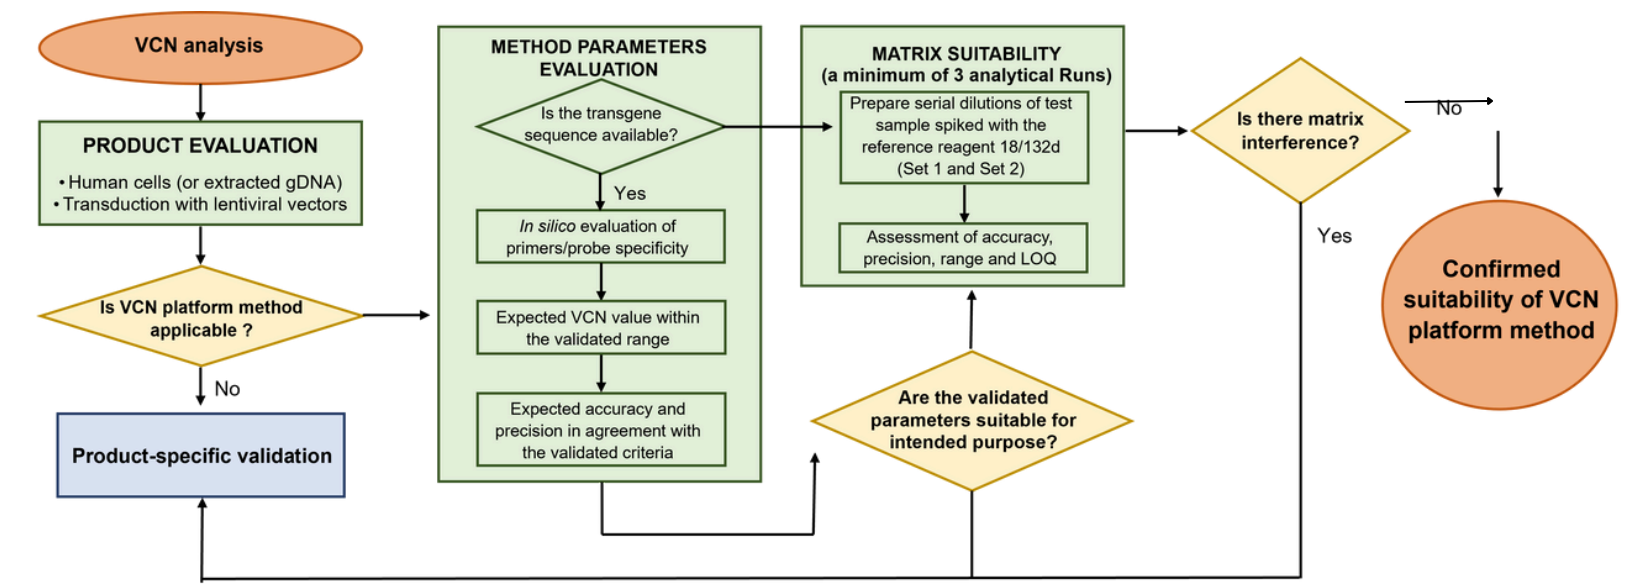 VCN analysis
PRODUCT EVALUATION
• Human cells (or extracted gDNA)
• Transduction with lentiviral vectors
Is VCN platform method
applicable ?
No
Product-specific validation
METHOD PARAMETERS
EVALUATION
Is the transgene
sequence available?
Yes
In silico evaluation of
primers/probe specificity
Expected VCN value within
the validated range
Expected accuracy and
precision in agreement with
the validated criteria
MATRIX SUITABILITY
(a minimum of 3 analytical Runs)
Prepare serial dilutions of test
sample spiked with the
reference reagent 18/132d
(Set 1 and Set 2)
Assessment of accuracy,
precision, range and LOQ
Are the validated
parameters suitable for
intended purpose?
Is there matrix
interference?
No
Yes
Confirmed
suitability of VCN
platform method